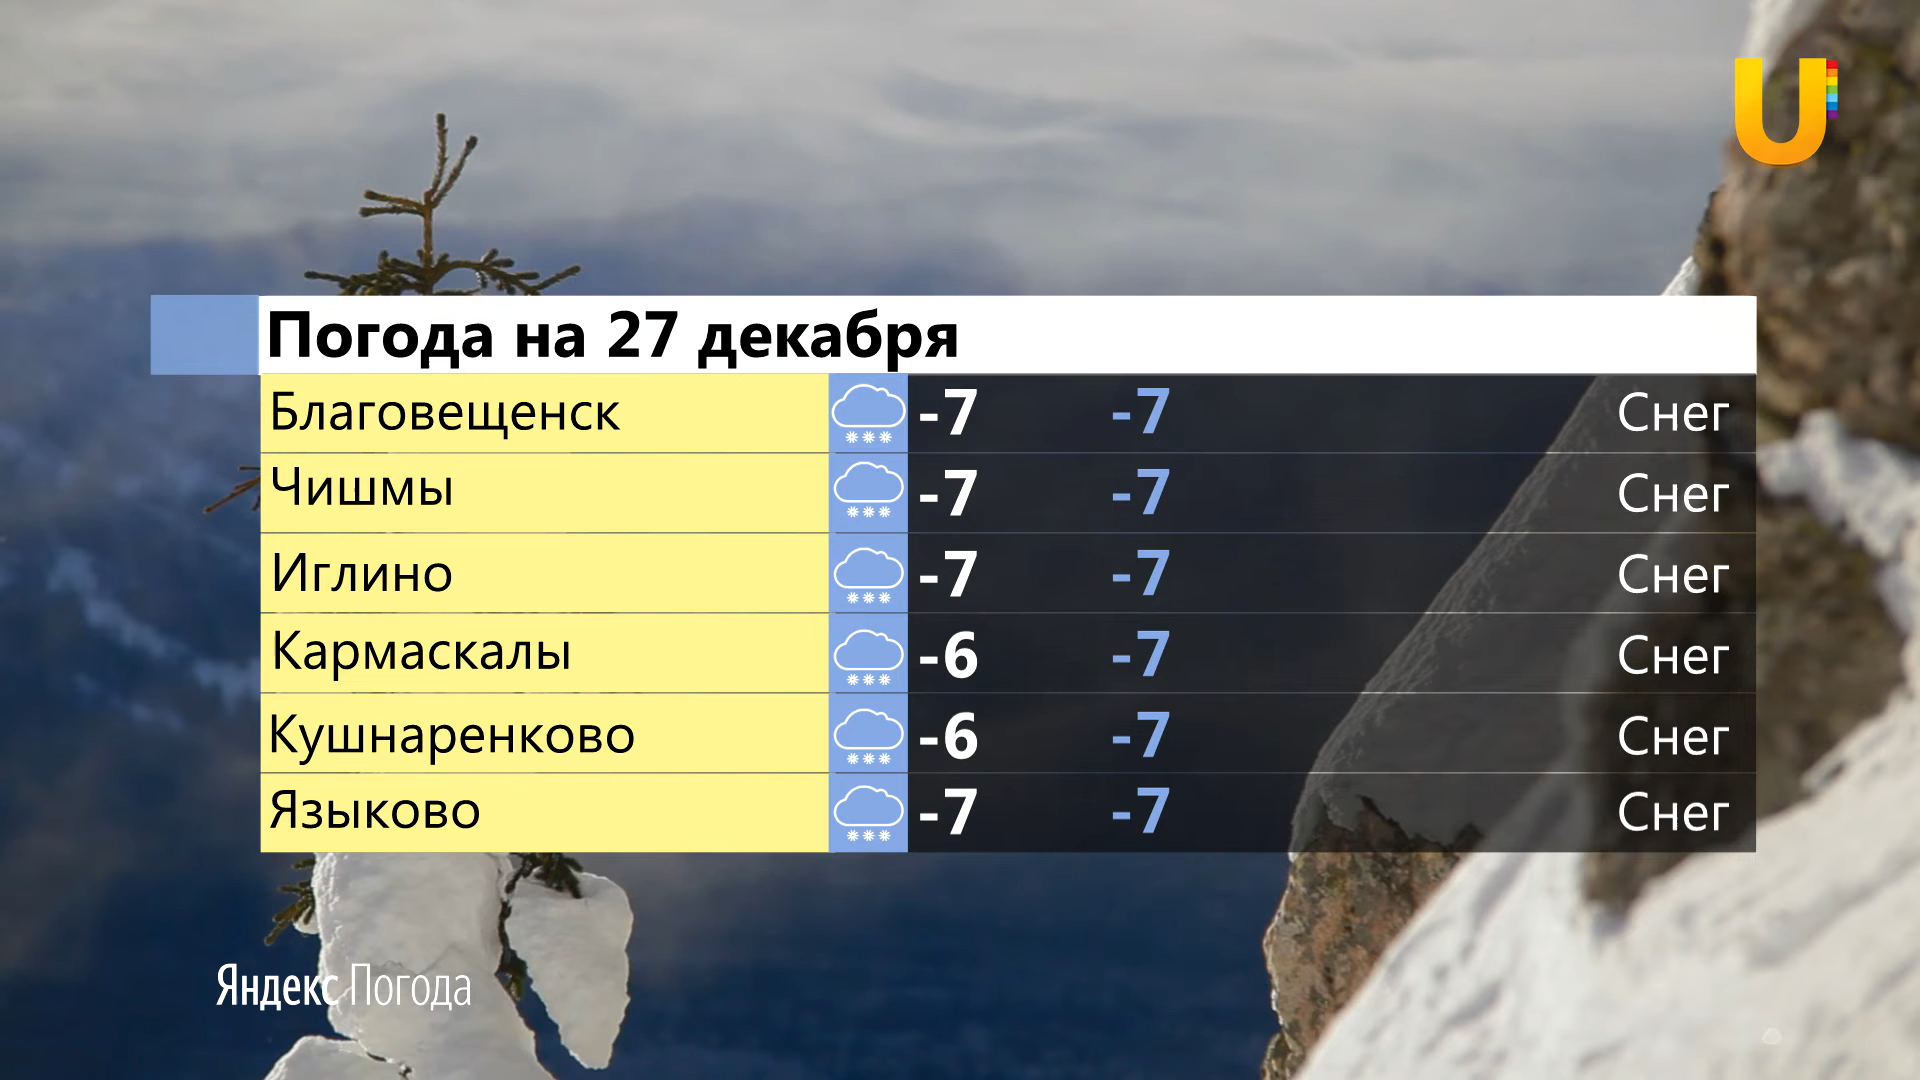 U
Погода на 27 декабря
Благовещенск -7 -7 Снег
Чишмы -7 -7 Снег
Иглино -7 -7 Снег
Кармаскалы -6 -7 Снег
Кушнаренково -6 -7 Снег
Языково -7 -7 Снег
Яндекс Погода